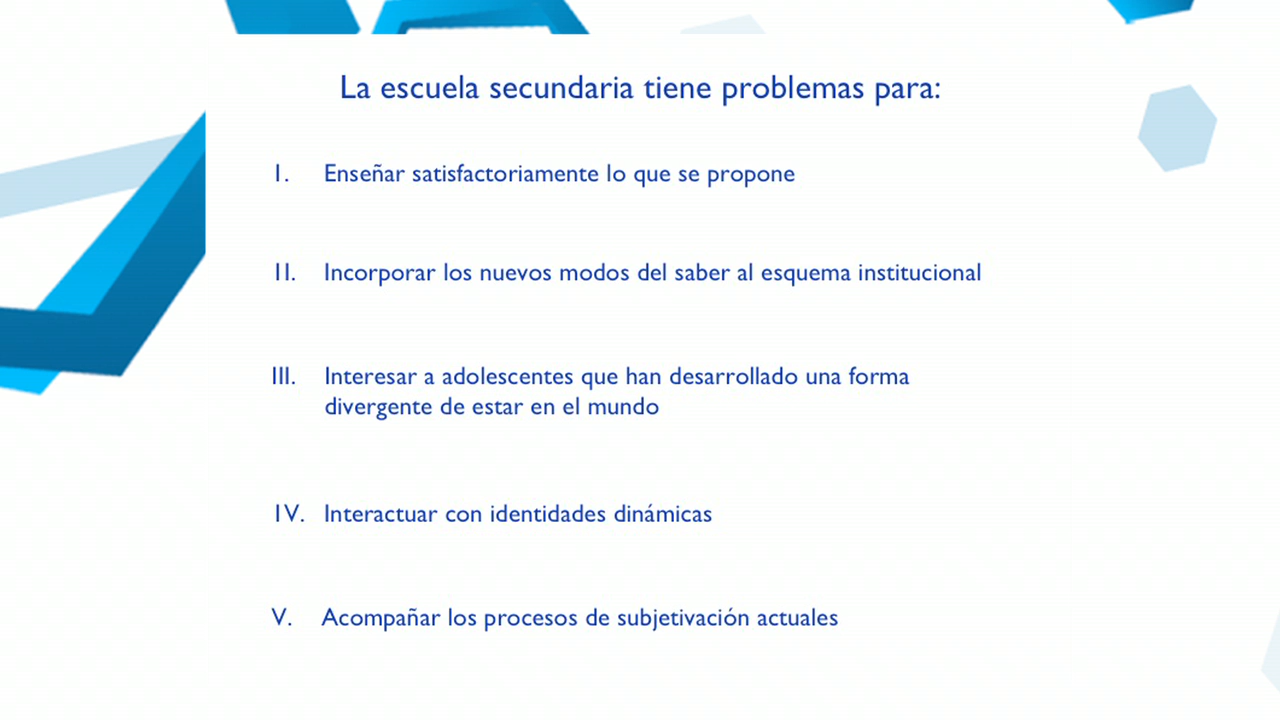 La escuela secundaria tiene problemas para:
I. Enseñar satisfactoriamente lo que se propone
II. Incorporar los nuevos modos del saber al esquema institucional
III. Interesar a adolescentes que han desarrollado una forma
divergente de estar en el mundo
IV. Interactuar con identidades dinámicas
V. Acompañar los procesos de subjetivación actuales